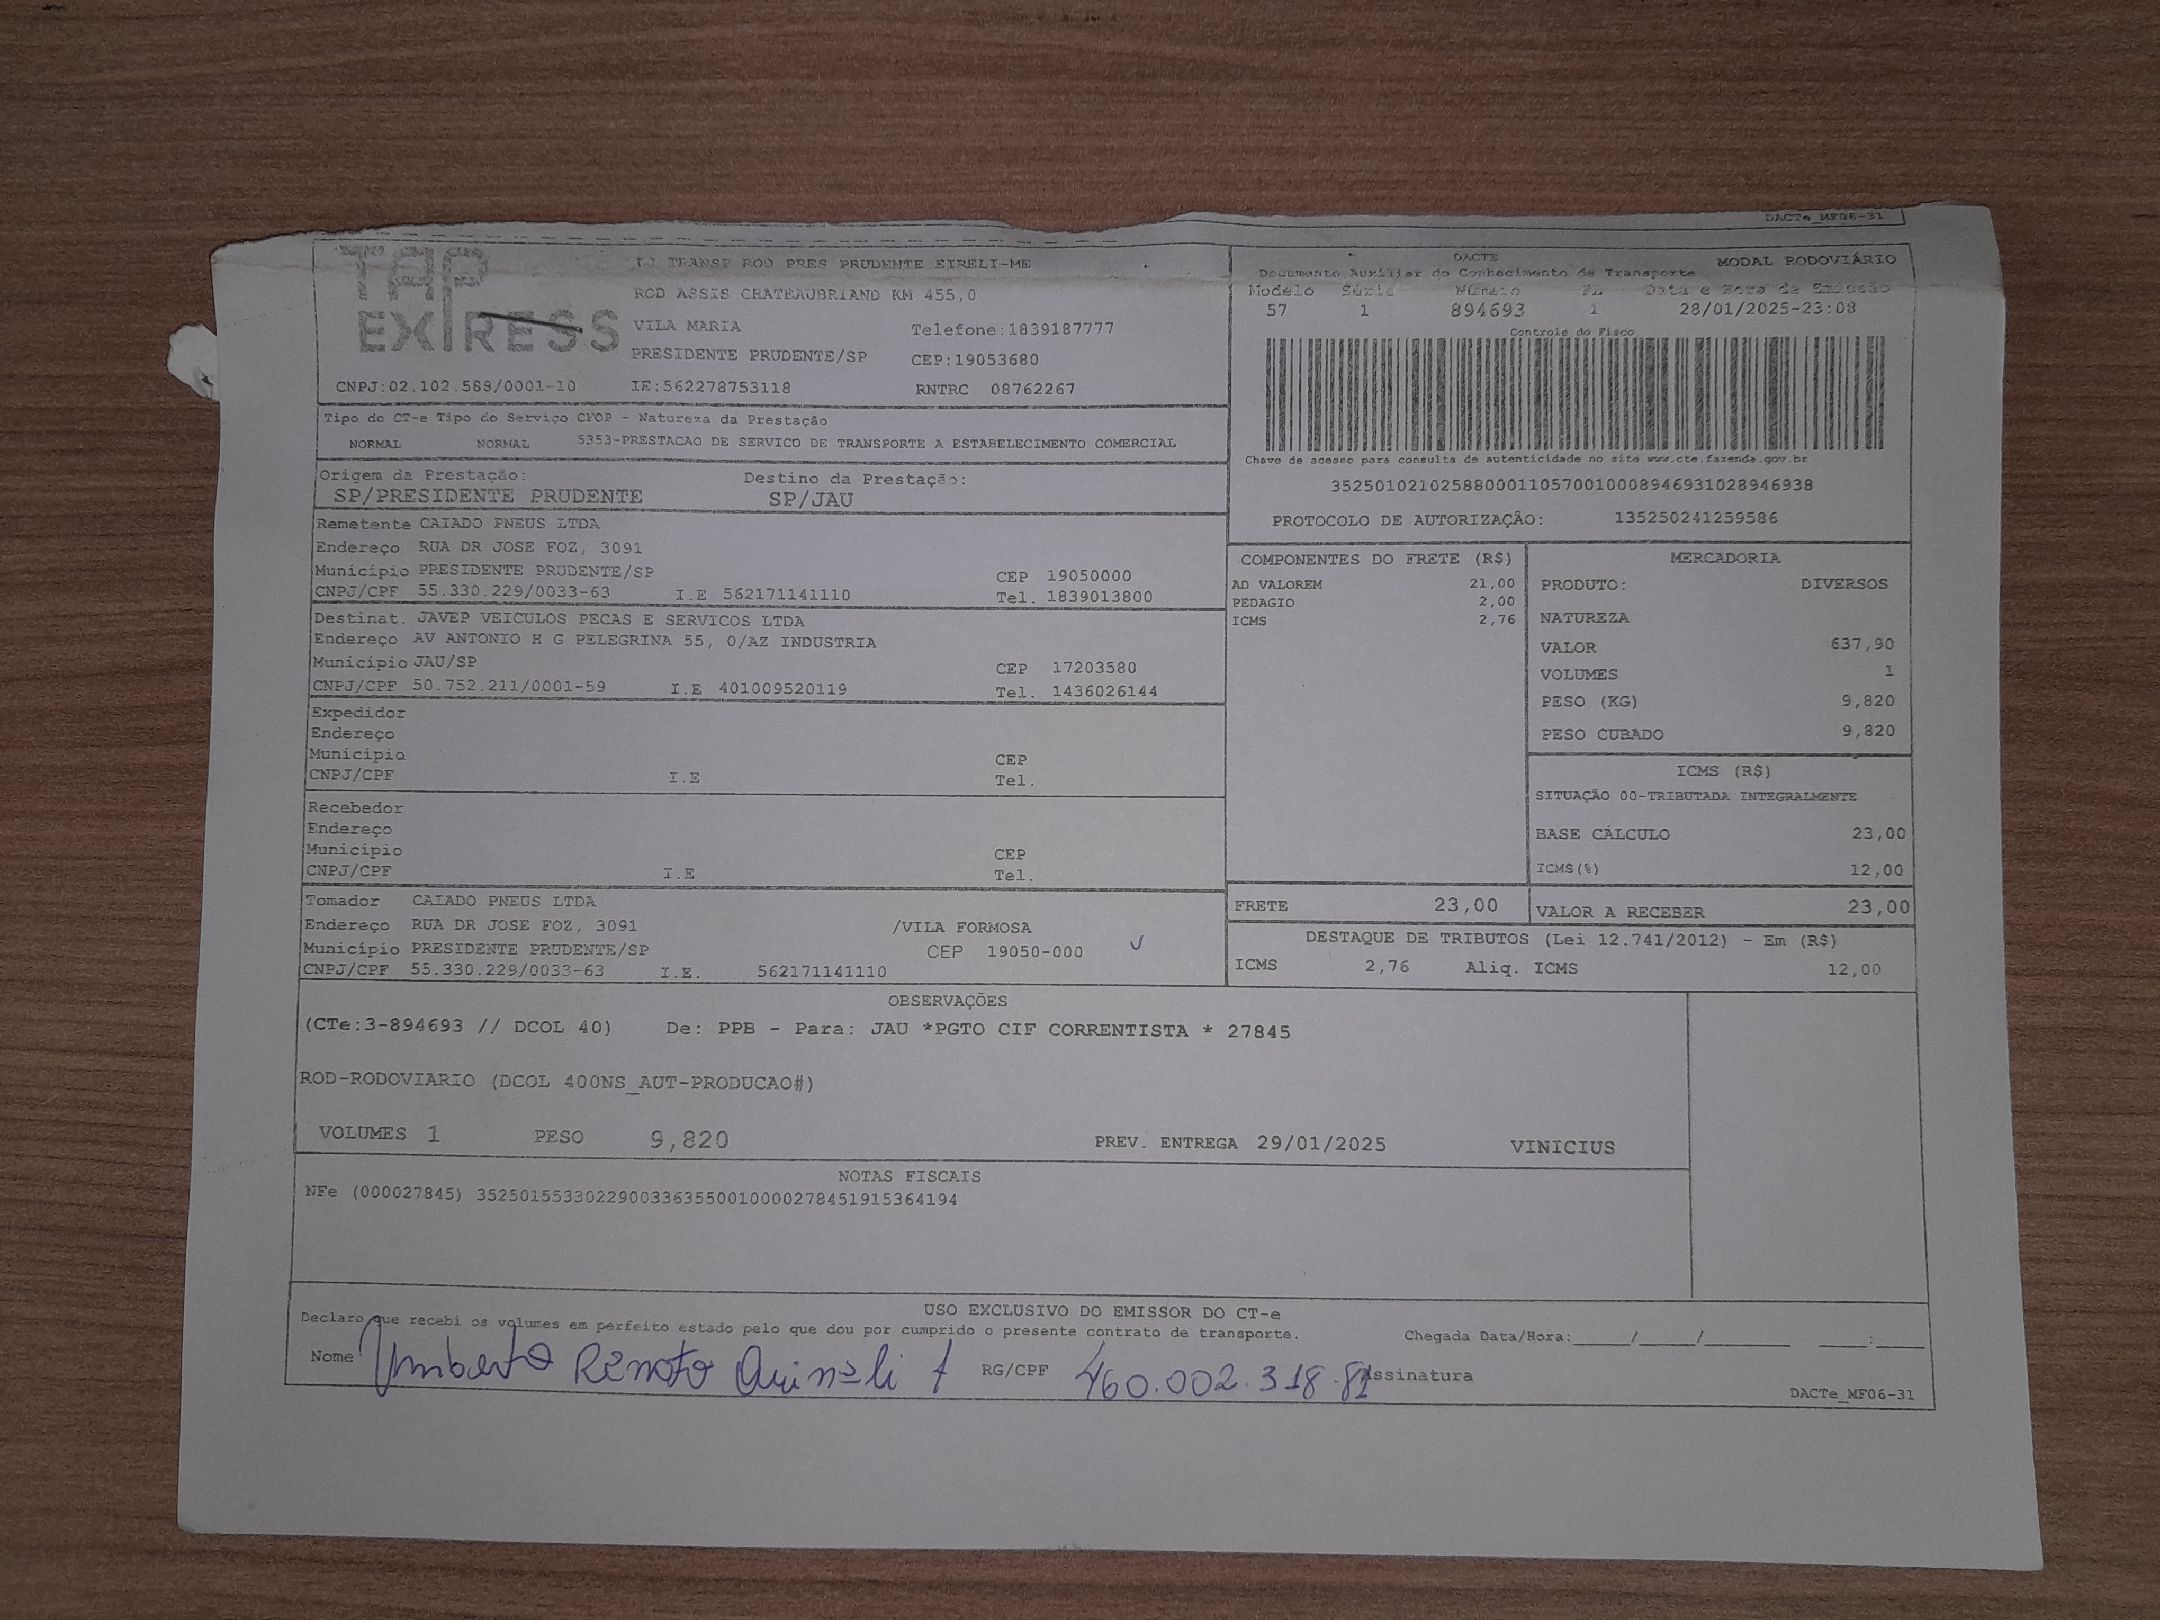 DACTe_MF06-31
TAP
EXPRESS
TRANSP ROD PRES PRUDENTE EIRELI-ME
ROD ASSIS CHATEAUBRIAND KM 455,0
VILA MARIA Telefone:1839187777
PRESIDENTE PRUDENTE/SP CEP:19053680
CNPJ:02.102.588/0001-10 IE:562278753118 RNTRC 08762267
DACTE MODAL RODOVIÁRIO
Documento Auxiliar do Conhecimento de Transporte
Modelo Série Número FL Data e Hora de Emissão
57 1 894693 1 28/01/2025-23:08
Controle do Fisco
Chave de acesso para consulta de autenticidade no site www.cte.fazenda.gov.br
35250102102588000110570010008946931028946938
PROTOCOLO DE AUTORIZAÇÃO: 135250241259586
Tipo do CT-e Tipo do Serviço CFOP - Natureza da Prestação
NORMAL NORMAL 5353-PRESTACAO DE SERVICO DE TRANSPORTE A ESTABELECIMENTO COMERCIAL
Origem da Prestação: Destino da Prestação:
SP/PRESIDENTE PRUDENTE SP/JAU
Remetente CAIADO PNEUS LTDA
Endereço RUA DR JOSE FOZ, 3091
Município PRESIDENTE PRUDENTE/SP CEP 19050000
CNPJ/CPF 55.330.229/0033-63 I.E 562171141110 Tel. 1839013800
Destinat. JAVEP VEICULOS PECAS E SERVICOS LTDA
Endereço AV ANTONIO H G PELEGRINA 55, 0/AZ INDUSTRIA
Município JAU/SP CEP 17203580
CNPJ/CPF 50.752.211/0001-59 I.E 401009520119 Tel. 1436026144
Expedidor
Endereço
Município CEP
CNPJ/CPF I.E Tel.
Recebedor
Endereço
Município CEP
CNPJ/CPF I.E Tel.
Tomador CAIADO PNEUS LTDA
Endereço RUA DR JOSE FOZ, 3091 /VILA FORMOSA
Município PRESIDENTE PRUDENTE/SP CEP 19050-000
CNPJ/CPF 55.330.229/0033-63 I.E. 562171141110
COMPONENTES DO FRETE (R$)
AD VALOREM 21,00
PEDAGIO 2,00
ICMS 2,76
MERCADORIA
PRODUTO: DIVERSOS
NATUREZA
VALOR 637,90
VOLUMES 1
PESO (KG) 9,820
PESO CUBADO 9,820
ICMS (R$)
SITUAÇÃO 00-TRIBUTADA INTEGRALMENTE
BASE CÁLCULO 23,00
ICMS(%) 12,00
FRETE 23,00 VALOR A RECEBER 23,00
DESTAQUE DE TRIBUTOS (Lei 12.741/2012) - Em (R$)
ICMS 2,76 Aliq. ICMS 12,00
OBSERVAÇÕES
(CTe:3-894693 // DCOL 40) De: PPB - Para: JAU *PGTO CIF CORRENTISTA * 27845
ROD-RODOVIARIO (DCOL 400NS_AUT-PRODUCAO#)
VOLUMES 1 PESO 9,820 PREV. ENTREGA 29/01/2025 VINICIUS
NOTAS FISCAIS
NFe (000027845) 35250155330229003363550010000278451915364194
USO EXCLUSIVO DO EMISSOR DO CT-e
Declaro que recebi os volumes em perfeito estado pelo que dou por cumprido o presente contrato de transporte. Chegada Data/Hora:____/____/______ ___:___
Nome Umberto Renato RG/CPF 460.002.318-81 Assinatura
DACTe_MF06-31